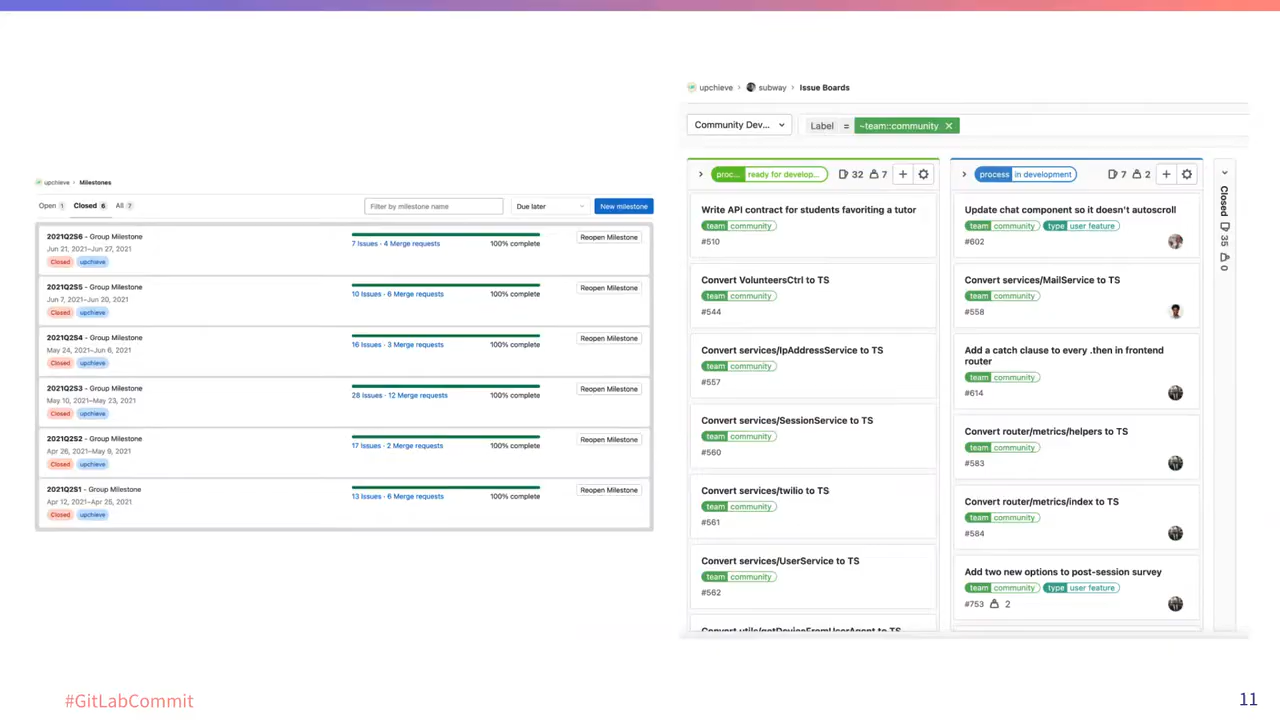 upchieve › Milestones
Open 1 Closed 6 All 7
Filter by milestone name
Due later
New milestone
2021Q2S6 - Group Milestone
Jun 21, 2021–Jun 27, 2021
Closed upchieve
7 Issues · 4 Merge requests
100% complete
Reopen Milestone
2021Q2S5 - Group Milestone
Jun 7, 2021–Jun 20, 2021
Closed upchieve
10 Issues · 6 Merge requests
100% complete
Reopen Milestone
2021Q2S4 - Group Milestone
May 24, 2021–Jun 6, 2021
Closed upchieve
16 Issues · 3 Merge requests
100% complete
Reopen Milestone
2021Q2S3 - Group Milestone
May 10, 2021–May 23, 2021
Closed upchieve
28 Issues · 12 Merge requests
100% complete
Reopen Milestone
2021Q2S2 - Group Milestone
Apr 26, 2021–May 9, 2021
Closed upchieve
17 Issues · 2 Merge requests
100% complete
Reopen Milestone
2021Q2S1 - Group Milestone
Apr 12, 2021–Apr 25, 2021
Closed upchieve
13 Issues · 6 Merge requests
100% complete
Reopen Milestone
upchieve › subway › Issue Boards
Community Dev...
Label = ~team::community
proc... ready for develop... 32 7
Write API contract for students favoriting a tutor
team community
#510
Convert VolunteersCtrl to TS
team community
#544
Convert services/IpAddressService to TS
team community
#557
Convert services/SessionService to TS
team community
#560
Convert services/twilio to TS
team community
#561
Convert services/UserService to TS
team community
#562
Convert utils/getDeviceFromUserAgent to TS
process in development 7 2
Update chat component so it doesn't autoscroll
team community type user feature
#602
Convert services/MailService to TS
team community
#558
Add a catch clause to every .then in frontend
router
team community
#614
Convert router/metrics/helpers to TS
team community
#583
Convert router/metrics/index to TS
team community
#584
Add two new options to post-session survey
team community type user feature
#753 2
Closed 35 0
#GitLabCommit
11